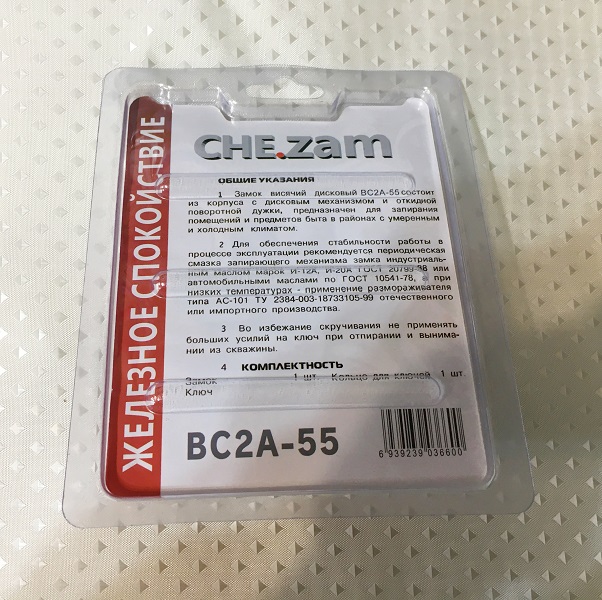 ЖЕЛЕЗНОЕ СПОКОЙСТВИЕ
CHE.zam
ОБЩИЕ УКАЗАНИЯ
1 Замок висячий дисковый ВС2А-55 состоит
из корпуса с дисковым механизмом и откидной
поворотной дужки, предназначен для запирания
помещений и предметов быта в районах с умеренным
и холодным климатом.
2 Для обеспечения стабильности работы в
процессе эксплуатации рекомендуется периодическая
смазка запирающего механизма замка индустриаль-
ным маслом марок И-12А, И-20А ГОСТ 20799-88 или
автомобильными маслами по ГОСТ 10541-78, а при
низких температурах - применение размораживателя
типа АС-101 ТУ 2384-003-18733105-99 отечественного
или импортного производства.
3 Во избежание скручивания не применять
больших усилий на ключ при отпирании и вынима-
нии из скважины.
4 КОМПЛЕКТНОСТЬ
Замок 1 шт. Кольцо для ключей 1 шт.
Ключ
ВС2А-55
6 939239 036600